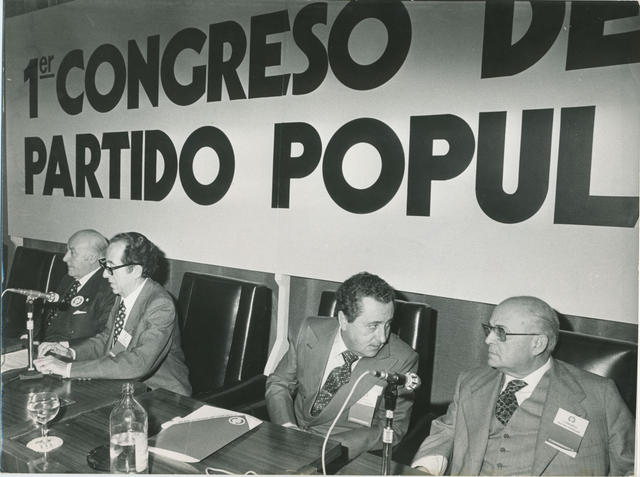 1er CONGRESO DE
PARTIDO POPUL